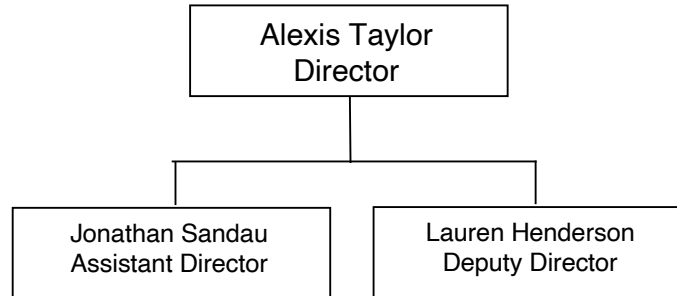 Alexis Taylor
Director
Jonathan Sandau
Assistant Director
Lauren Henderson
Deputy Director